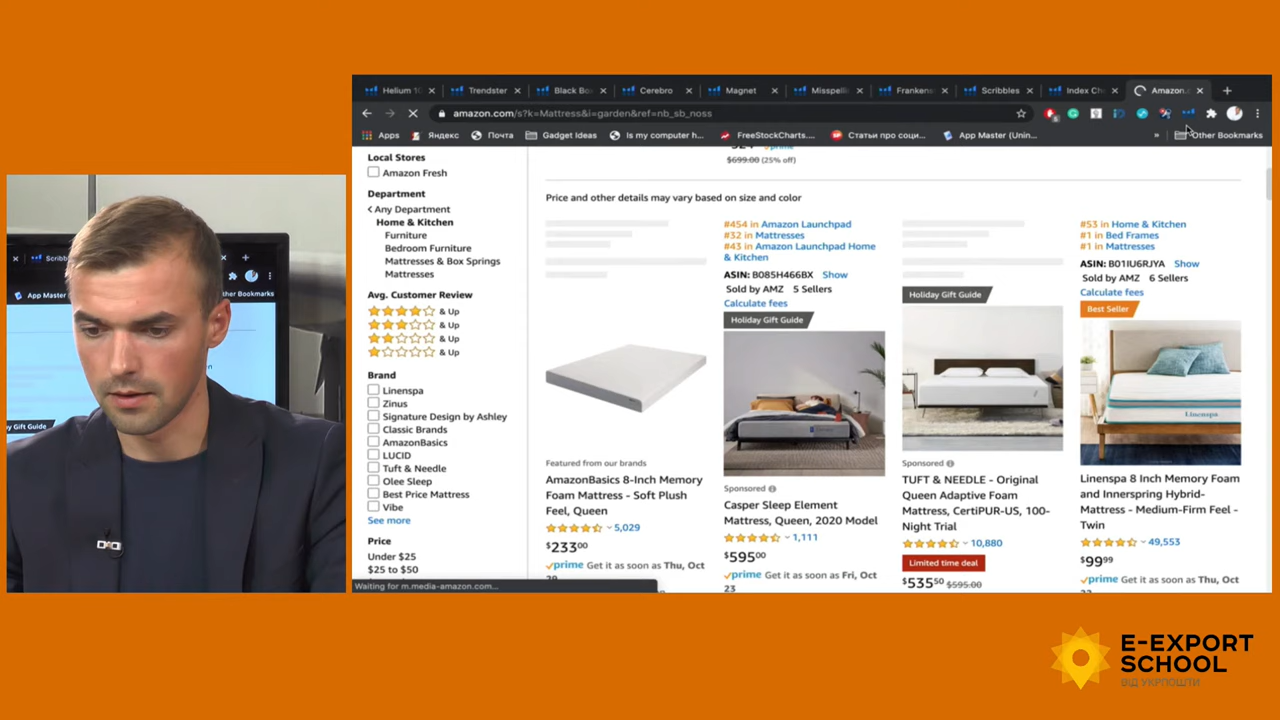 Helium 10
Trendster
Black Bo
Cerebro
Magnet
Misspelli
Frankens
Scribbles
Index Ch
Amazon.
amazon.com/s?k=Mattress&i=garden&ref=nb_sb_noss
Apps
Яндекс
Почта
Gadget Ideas
Is my computer h...
FreeStockCharts....
Статьи про соци...
App Master (Unin...
»
Other Bookmarks
Local Stores
Amazon Fresh
Department
< Any Department
Home & Kitchen
Furniture
Bedroom Furniture
Mattresses & Box Springs
Mattresses
Avg. Customer Review
& Up
& Up
& Up
& Up
Brand
Linenspa
Zinus
Signature Design by Ashley
Classic Brands
AmazonBasics
LUCID
Tuft & Needle
Olee Sleep
Best Price Mattress
Vibe
See more
Price
Under $25
$25 to $50
Waiting for m.media-amazon.com...
$699.00 (25% off)
Price and other details may vary based on size and color
Featured from our brands
AmazonBasics 8-Inch Memory
Foam Mattress - Soft Plush
Feel, Queen
5,029
$233 00
prime Get it as soon as Thu, Oct
29
#454 in Amazon Launchpad
#32 in Mattresses
#43 in Amazon Launchpad Home
& Kitchen
ASIN: B085H466BX Show
Sold by AMZ 5 Sellers
Calculate fees
Holiday Gift Guide
Sponsored
Casper Sleep Element
Mattress, Queen, 2020 Model
1,111
$595 00
prime Get it as soon as Fri, Oct
23
Holiday Gift Guide
Sponsored
TUFT & NEEDLE - Original
Queen Adaptive Foam
Mattress, CertiPUR-US, 100-
Night Trial
10,880
Limited time deal
$535 50 $595.00
#53 in Home & Kitchen
#1 in Bed Frames
#1 in Mattresses
ASIN: B01IU6RJYA Show
Sold by AMZ 6 Sellers
Calculate fees
Best Seller
Linenspa
Linenspa 8 Inch Memory Foam
and Innerspring Hybrid-
Mattress - Medium-Firm Feel -
Twin
49,553
$99 99
prime Get it as soon as Thu, Oct
Scribb
App Master
ther Bookmarks
y Gift Guide
E-EXPORT
SCHOOL
ВІД УКРПОШТИ